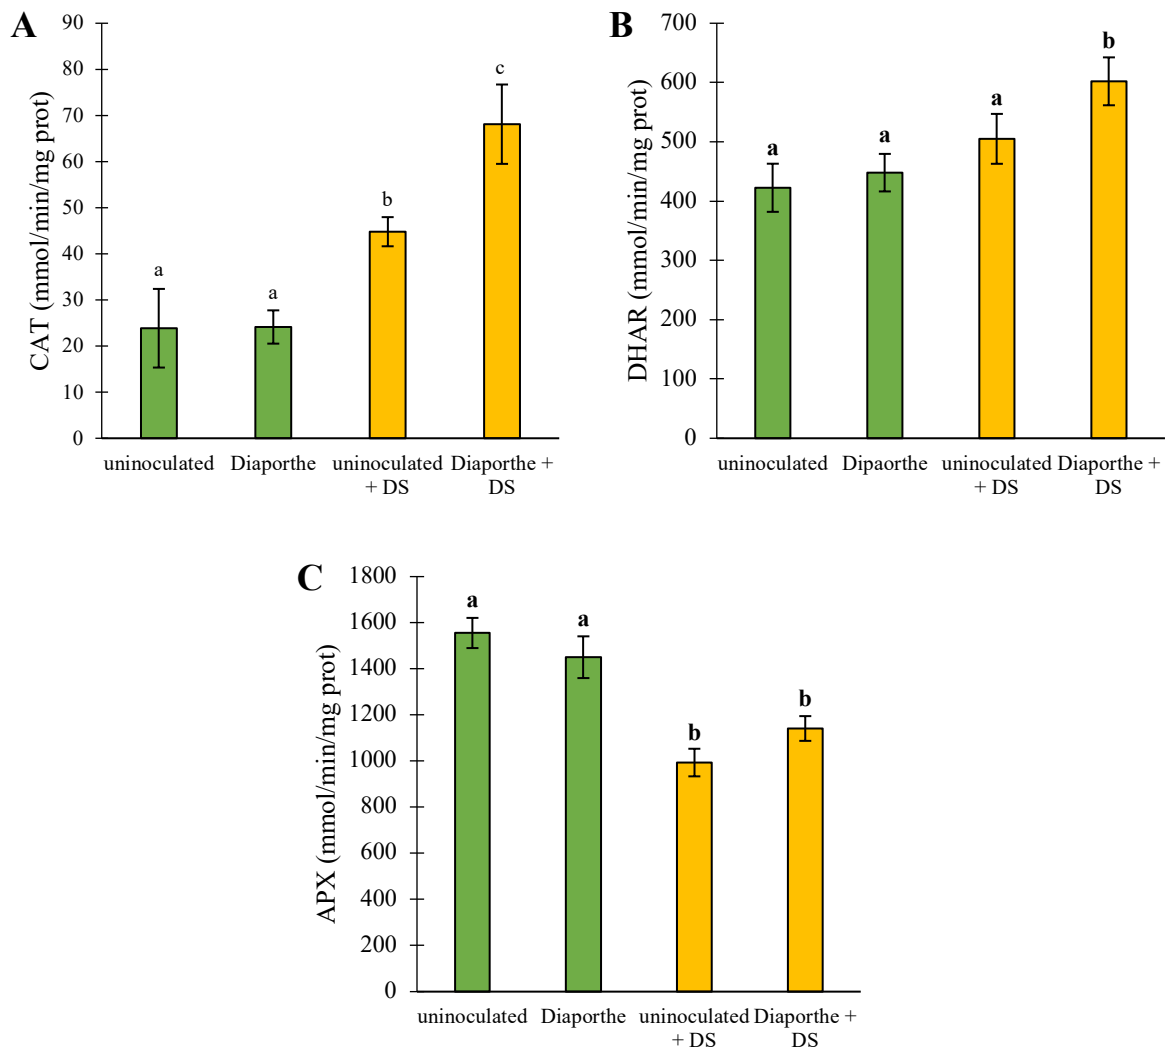 A
CAT (mmol/min/mg prot)
90
80
70
60
50
40
30
20
10
0
a
a
b
c
uninoculated
Diaporthe
uninoculated
+ DS
Diaporthe +
DS
B
DHAR (mmol/min/mg prot)
700
600
500
400
300
200
100
0
a
a
a
b
uninoculated
Dipaorthe
uninoculated
+ DS
Diaporthe +
DS
C
APX (mmol/min/mg prot)
1800
1600
1400
1200
1000
800
600
400
200
0
a
a
b
b
uninoculated
Diaporthe
uninoculated
+ DS
Diaporthe +
DS